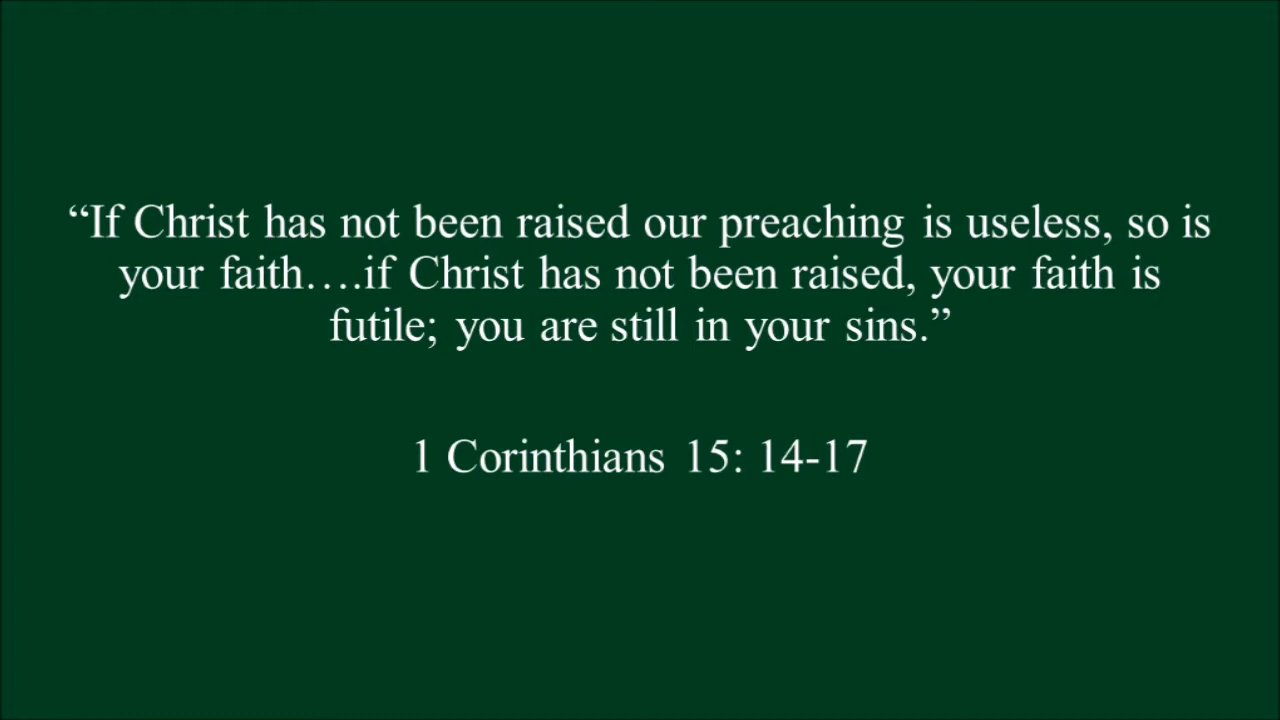 “If Christ has not been raised our preaching is useless, so is
your faith….if Christ has not been raised, your faith is
futile; you are still in your sins.”
1 Corinthians 15: 14-17